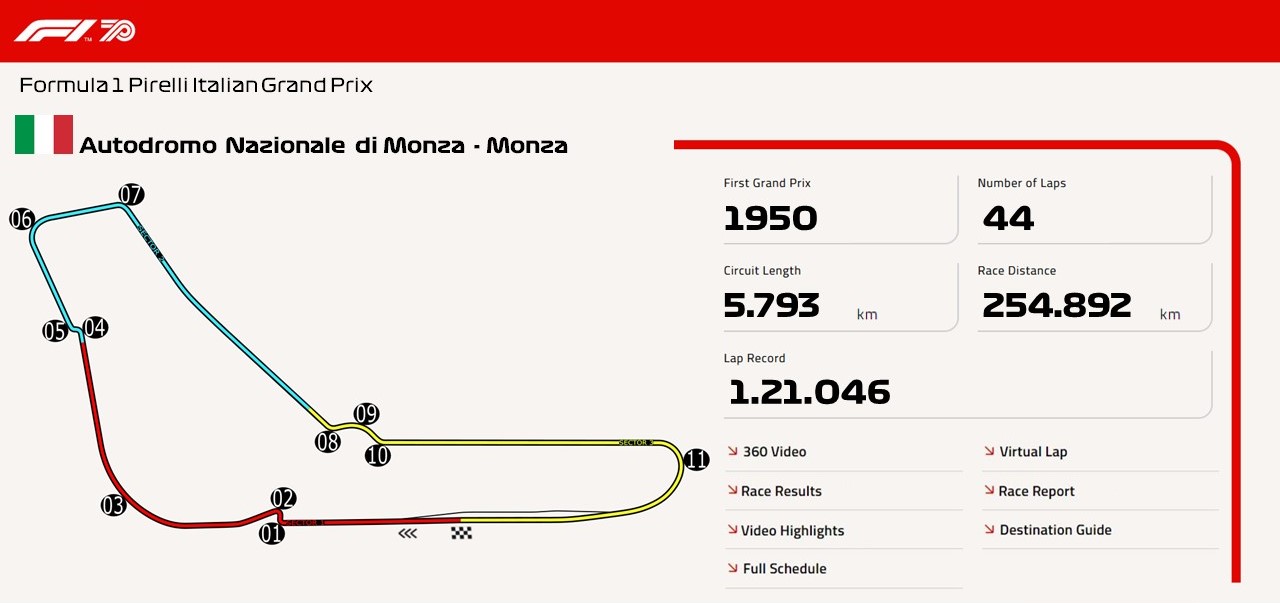 F1™ 70
Formula 1 Pirelli Italian Grand Prix
Autodromo Nazionale di Monza - Monza
First Grand Prix
1950
Number of Laps
44
Circuit Length
5.793 km
Race Distance
254.892 km
Lap Record
1.21.046
360 Video
Virtual Lap
Race Results
Race Report
Video Highlights
Destination Guide
Full Schedule
07
06
SECTOR 2
05
04
09
08
10
SECTOR 3
11
03
02
SECTOR 1
01